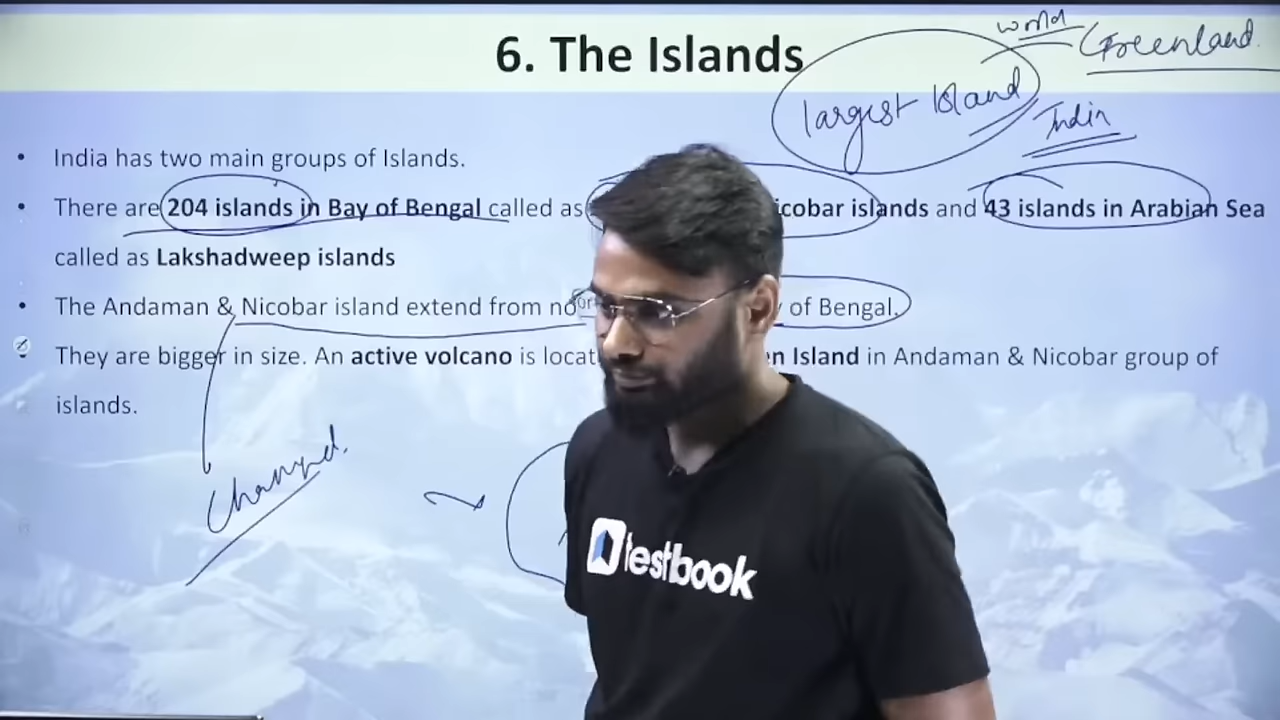 6. The Islands
world
Greenland
largest Island
India
• India has two main groups of Islands.
• There are 204 islands in Bay of Bengal called as icobar islands and 43 islands in Arabian Sea
called as Lakshadweep islands
• The Andaman & Nicobar island extend from nor of Bengal.
• They are bigger in size. An active volcano is locat n Island in Andaman & Nicobar group of
islands.
testbook